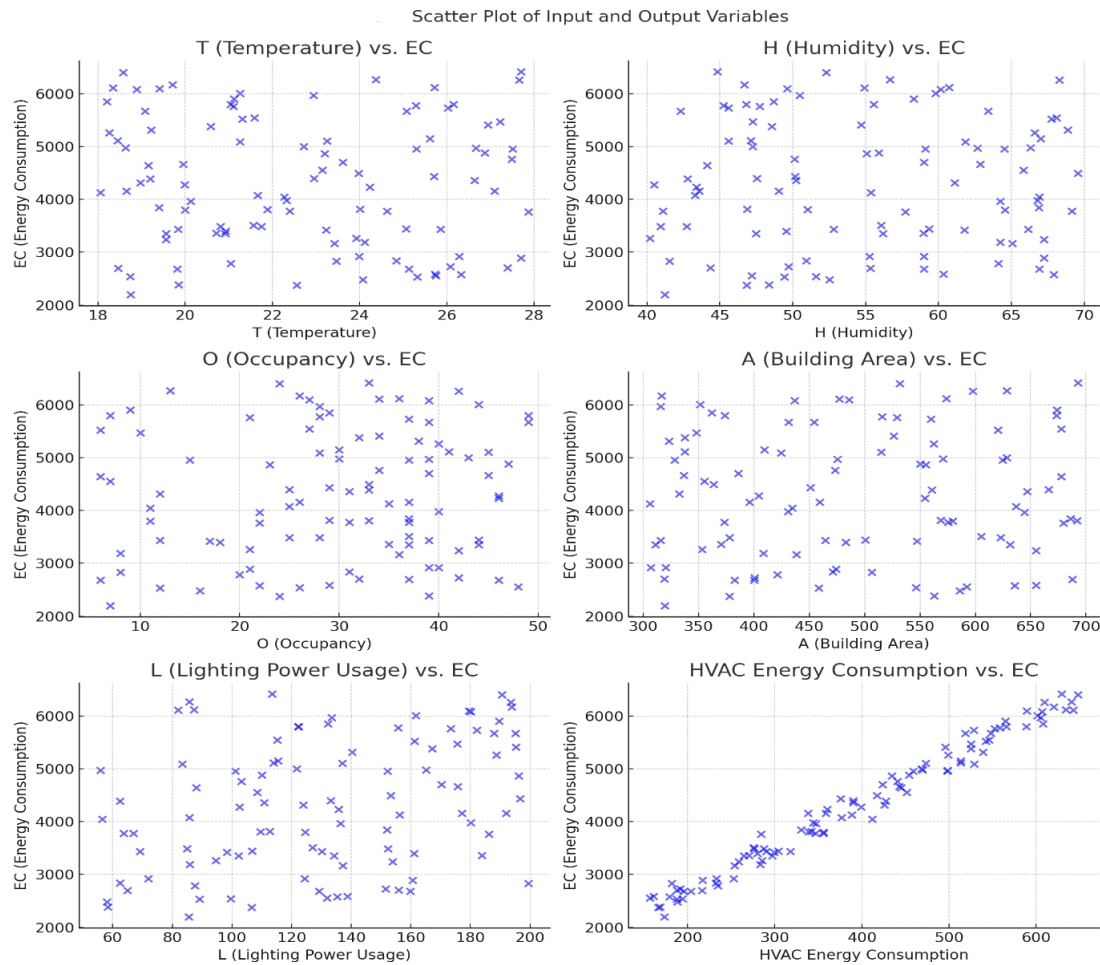 Scatter Plot of Input and Output Variables
T (Temperature) vs. EC
EC (Energy Consumption)
6000
5000
4000
3000
2000
18 20 22 24 26 28
T (Temperature)
H (Humidity) vs. EC
EC (Energy Consumption)
6000
5000
4000
3000
2000
40 45 50 55 60 65 70
H (Humidity)
O (Occupancy) vs. EC
EC (Energy Consumption)
6000
5000
4000
3000
2000
10 20 30 40 50
O (Occupancy)
A (Building Area) vs. EC
EC (Energy Consumption)
6000
5000
4000
3000
2000
300 350 400 450 500 550 600 650 700
A (Building Area)
L (Lighting Power Usage) vs. EC
EC (Energy Consumption)
6000
5000
4000
3000
2000
60 80 100 120 140 160 180 200
L (Lighting Power Usage)
HVAC Energy Consumption vs. EC
EC (Energy Consumption)
6000
5000
4000
3000
2000
200 300 400 500 600
HVAC Energy Consumption